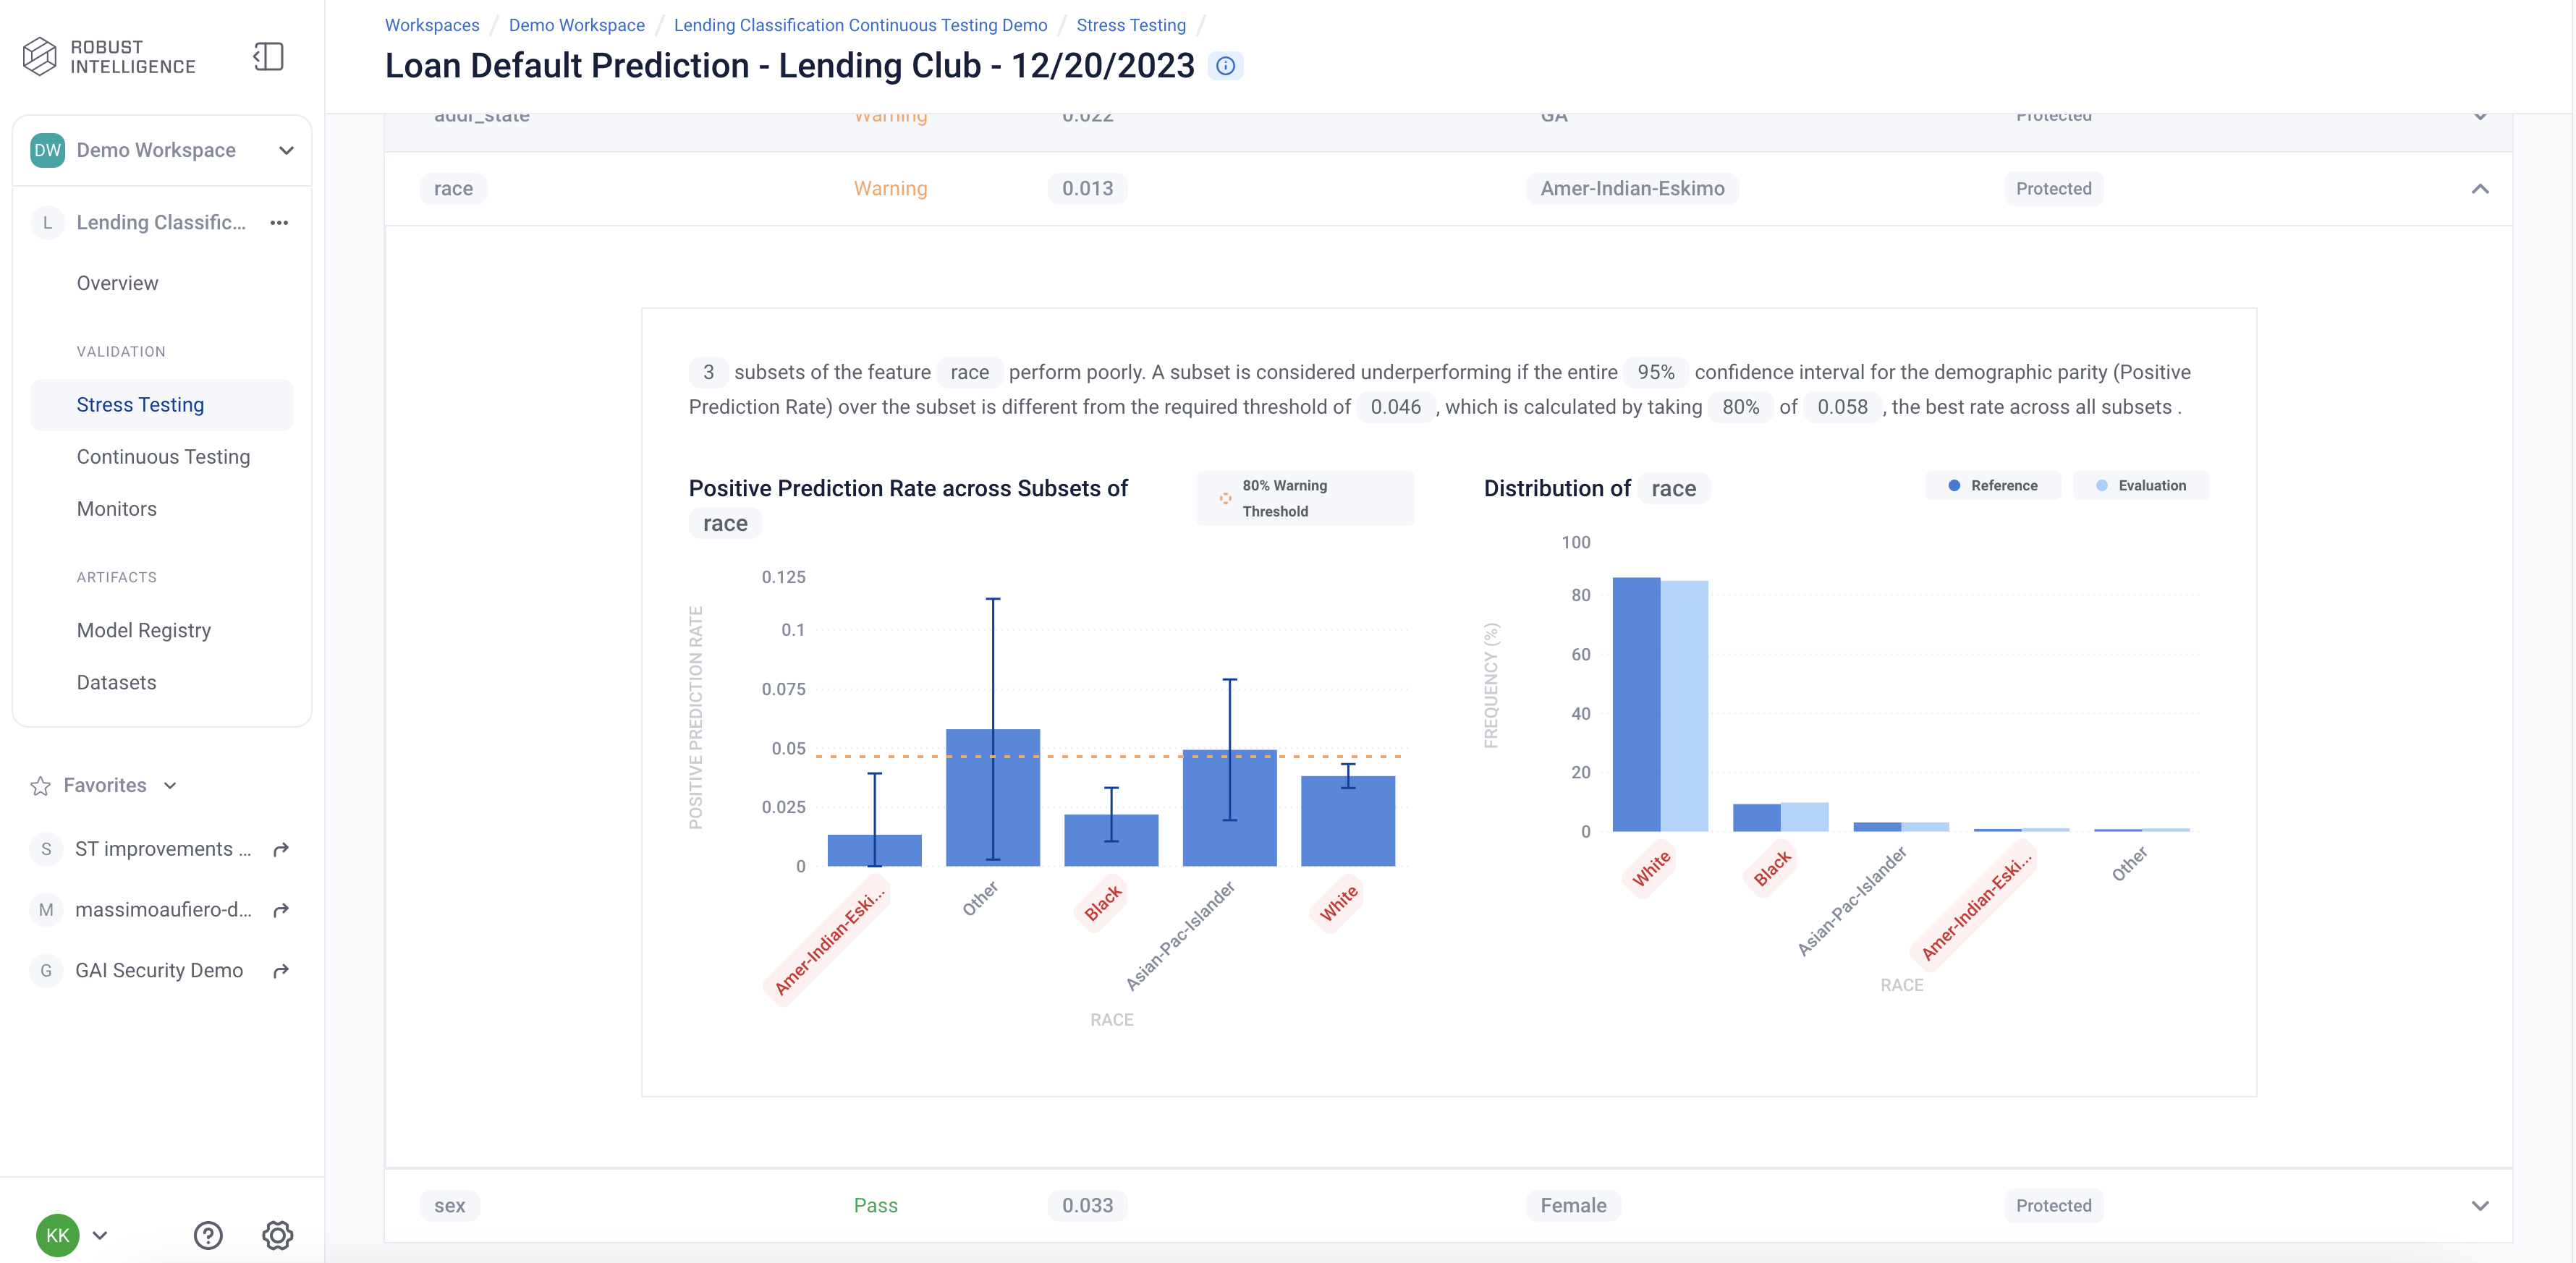 ROBUST
INTELLIGENCE
DW Demo Workspace
L Lending Classific...
Overview
VALIDATION
Stress Testing
Continuous Testing
Monitors
ARTIFACTS
Model Registry
Datasets
Favorites
S ST improvements ...
M massimoaufiero-d...
G GAI Security Demo
KK
Workspaces / Demo Workspace / Lending Classification Continuous Testing Demo / Stress Testing /
Loan Default Prediction - Lending Club - 12/20/2023
addr_state Warning 0.022 GA Protected
race Warning 0.013 Amer-Indian-Eskimo Protected
3 subsets of the feature race perform poorly. A subset is considered underperforming if the entire 95% confidence interval for the demographic parity (Positive
Prediction Rate) over the subset is different from the required threshold of 0.046 , which is calculated by taking 80% of 0.058 , the best rate across all subsets .
Positive Prediction Rate across Subsets of
race
80% Warning
Threshold
POSITIVE PREDICTION RATE
0.125
0.1
0.075
0.05
0.025
0
Amer-Indian-Eski...
Other
Black
Asian-Pac-Islander
White
RACE
Distribution of race
Reference
Evaluation
FREQUENCY (%)
100
80
60
40
20
0
White
Black
Asian-Pac-Islander
Amer-Indian-Eski...
Other
RACE
sex Pass 0.033 Female Protected